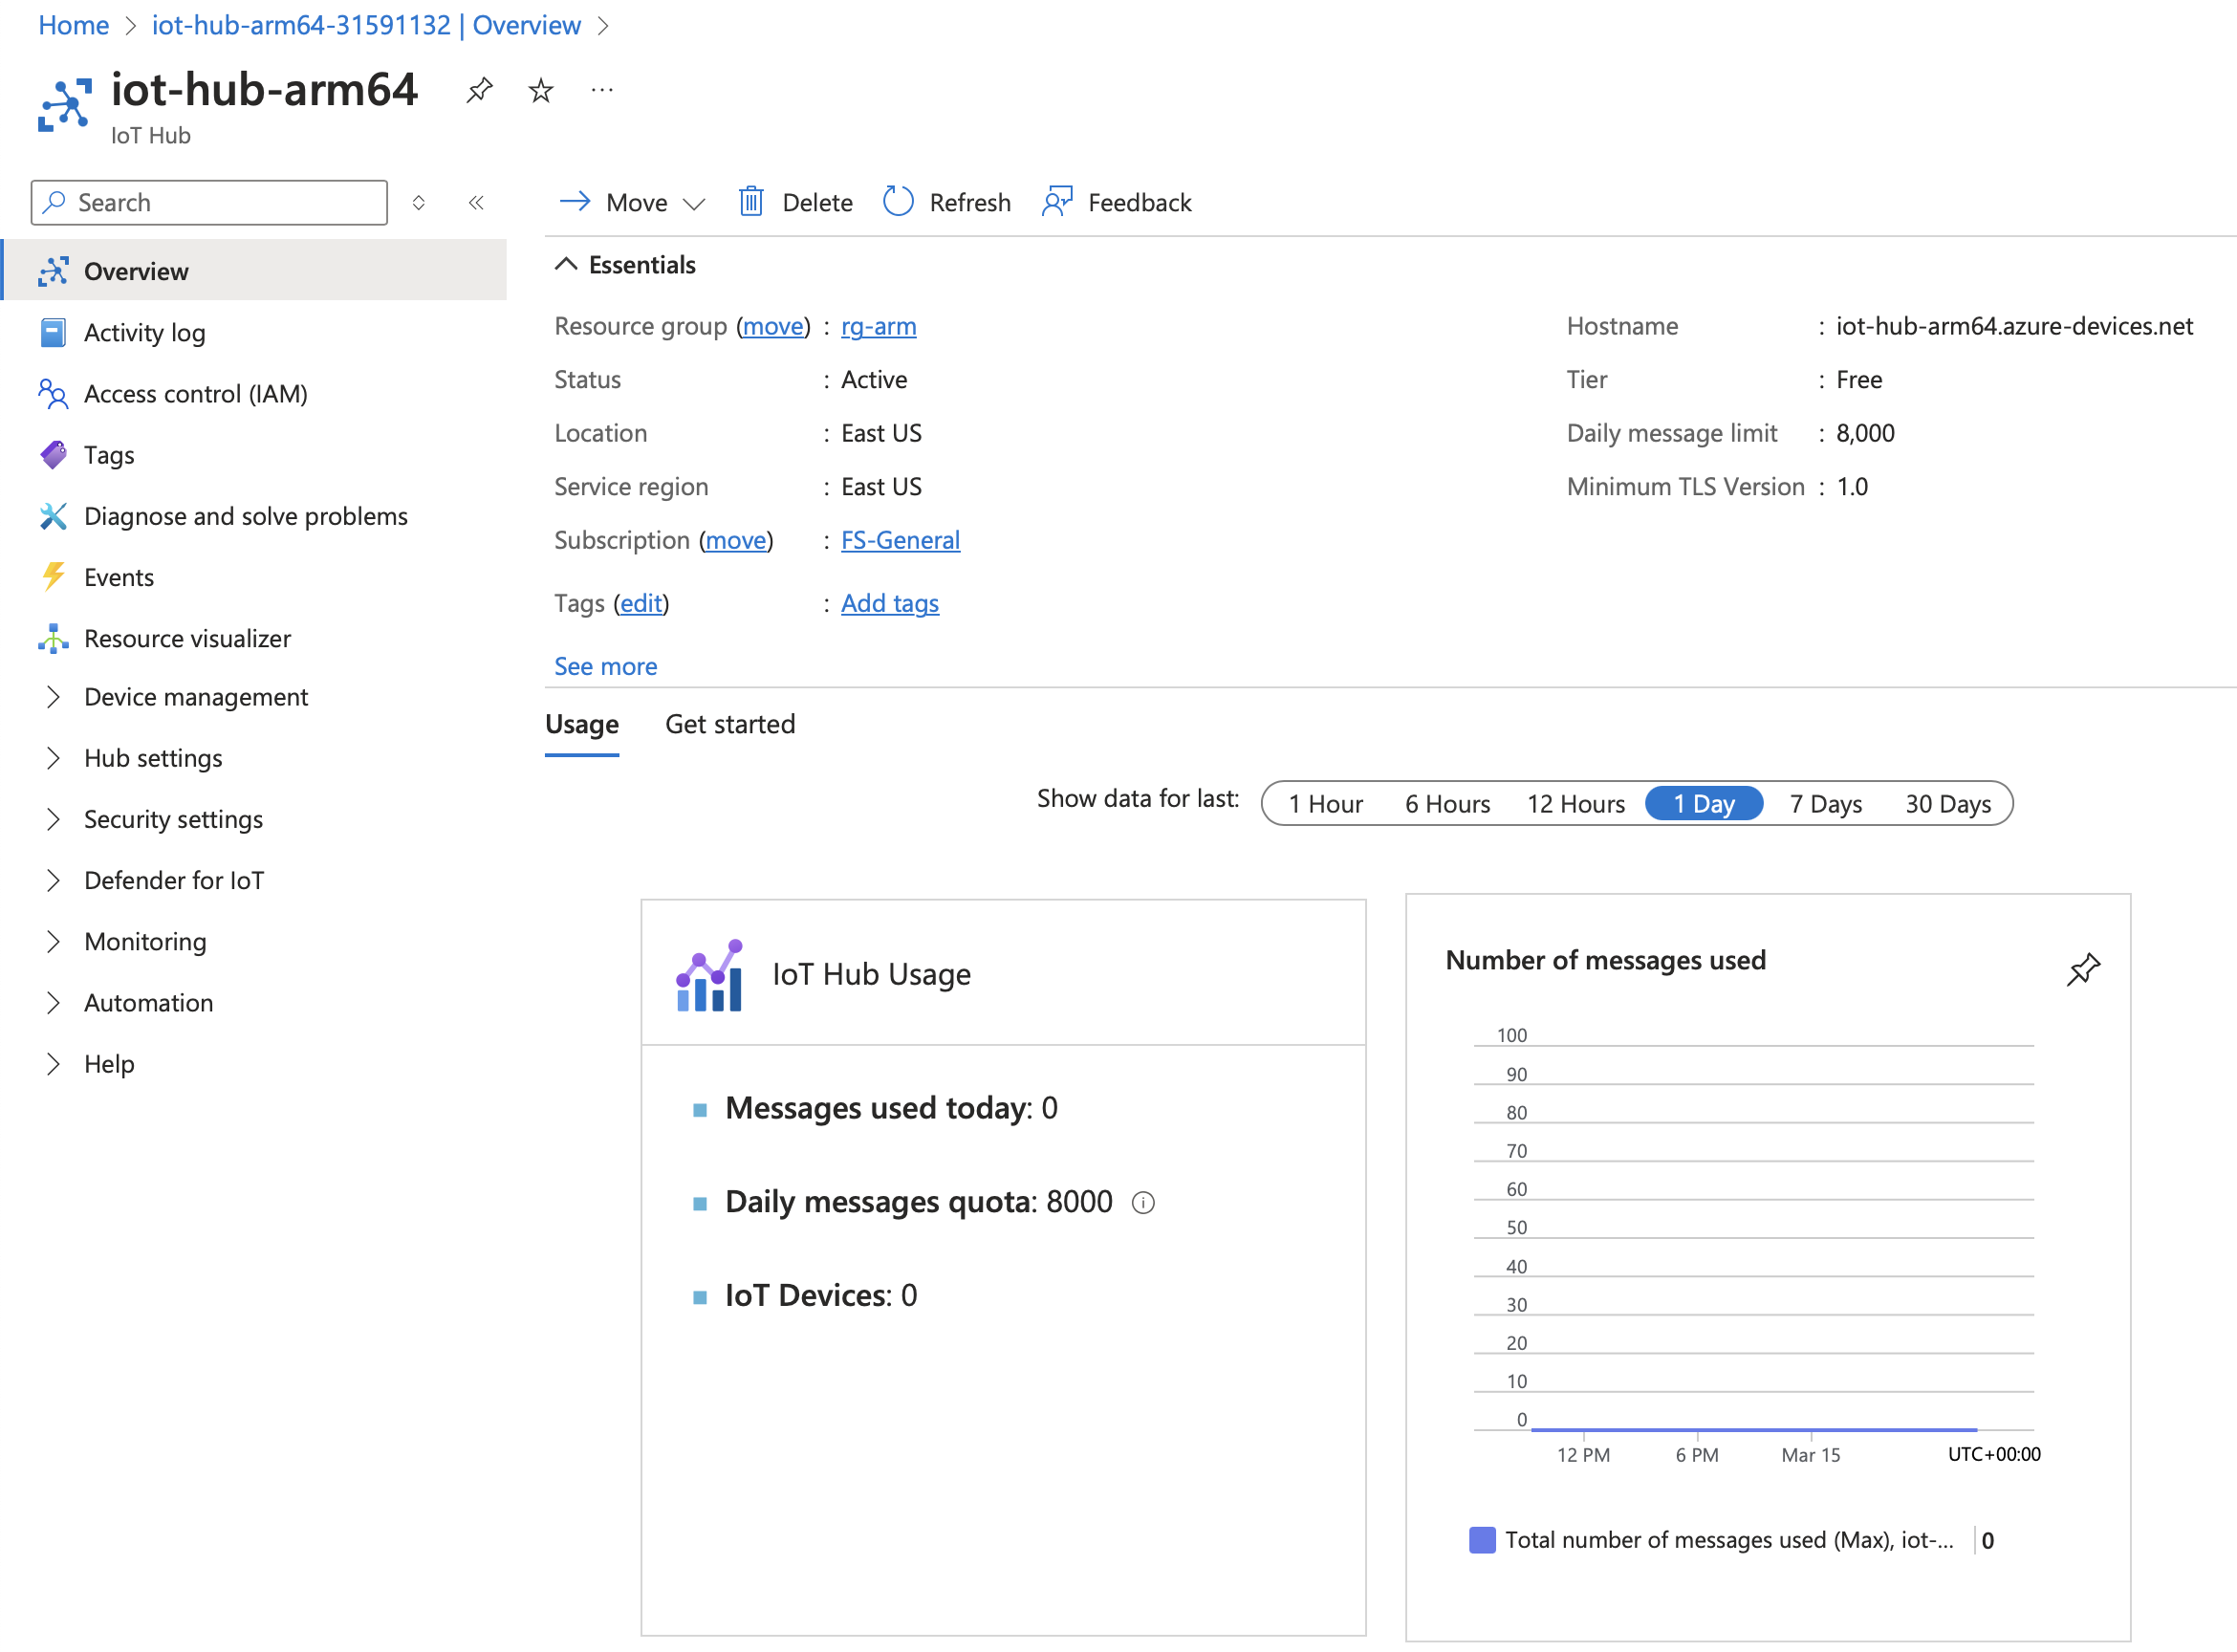 Home > iot-hub-arm64-31591132 | Overview >
iot-hub-arm64
IoT Hub
Search
Overview
Activity log
Access control (IAM)
Tags
Diagnose and solve problems
Events
Resource visualizer
Device management
Hub settings
Security settings
Defender for IoT
Monitoring
Automation
Help
Move Delete Refresh Feedback
Essentials
Resource group (move) : rg-arm
Status : Active
Location : East US
Service region : East US
Subscription (move) : FS-General
Tags (edit) : Add tags
See more
Hostname : iot-hub-arm64.azure-devices.net
Tier : Free
Daily message limit : 8,000
Minimum TLS Version : 1.0
Usage Get started
Show data for last: 1 Hour 6 Hours 12 Hours 1 Day 7 Days 30 Days
IoT Hub Usage
Messages used today: 0
Daily messages quota: 8000
IoT Devices: 0
Number of messages used
100
90
80
70
60
50
40
30
20
10
0
12 PM 6 PM Mar 15 UTC+00:00
Total number of messages used (Max), iot-... 0